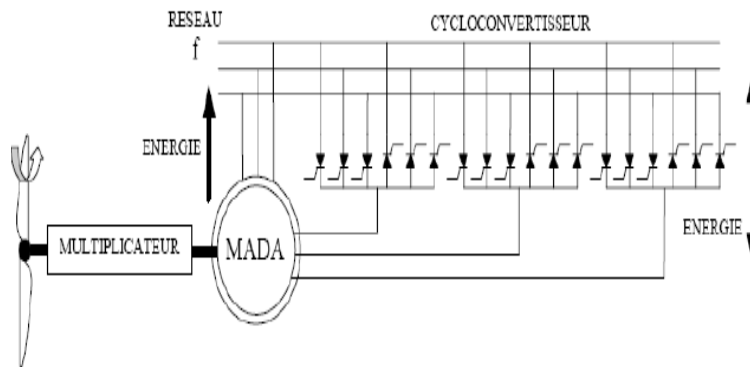 RESEAU
f
CYCLOCONVERTISSEUR
ENERGIE
MULTIPLICATEUR
MADA
ENERGIE